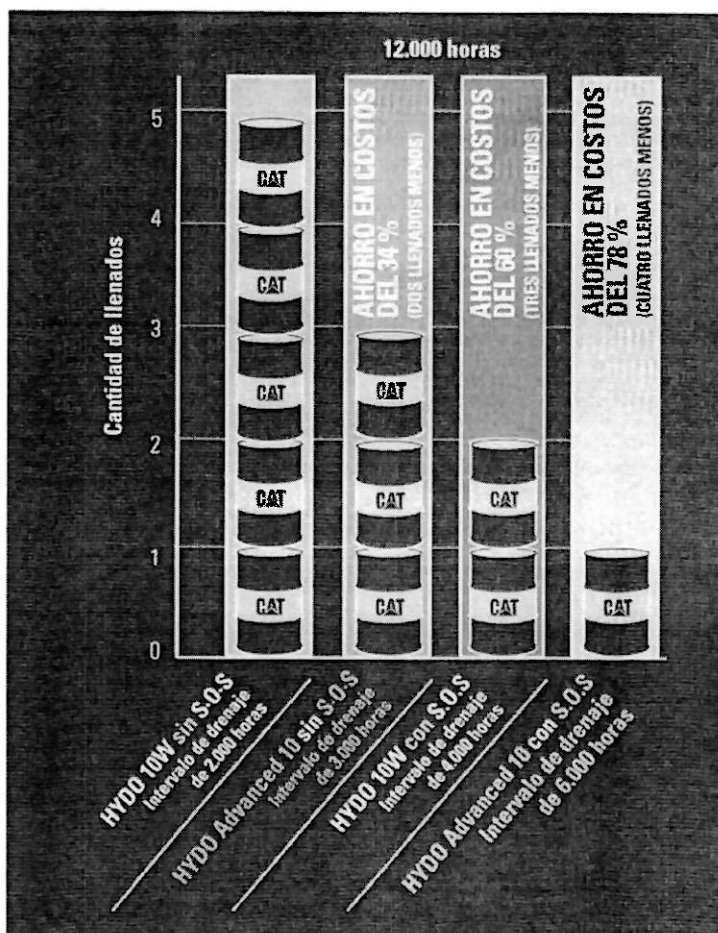 12.000 horas
Cantidad de llenados
5
4
3
2
1
0
CAT
CAT
CAT
CAT
CAT
AHORRO EN COSTOS
DEL 34 %
(DOS LLENADOS MENOS)
CAT
CAT
CAT
AHORRO EN COSTOS
DEL 60 %
(TRES LLENADOS MENOS)
CAT
CAT
AHORRO EN COSTOS
DEL 78 %
(CUATRO LLENADOS MENOS)
CAT
HYDO 10W sin S.O.S
Intervalo de drenaje
de 2.000 horas
HYDO Advanced 10 sin S.O.S
Intervalo de drenaje
de 3.000 horas
HYDO 10W con S.O.S
Intervalo de drenaje
de 4.000 horas
HYDO Advanced 10 con S.O.S
Intervalo de drenaje
de 6.000 horas